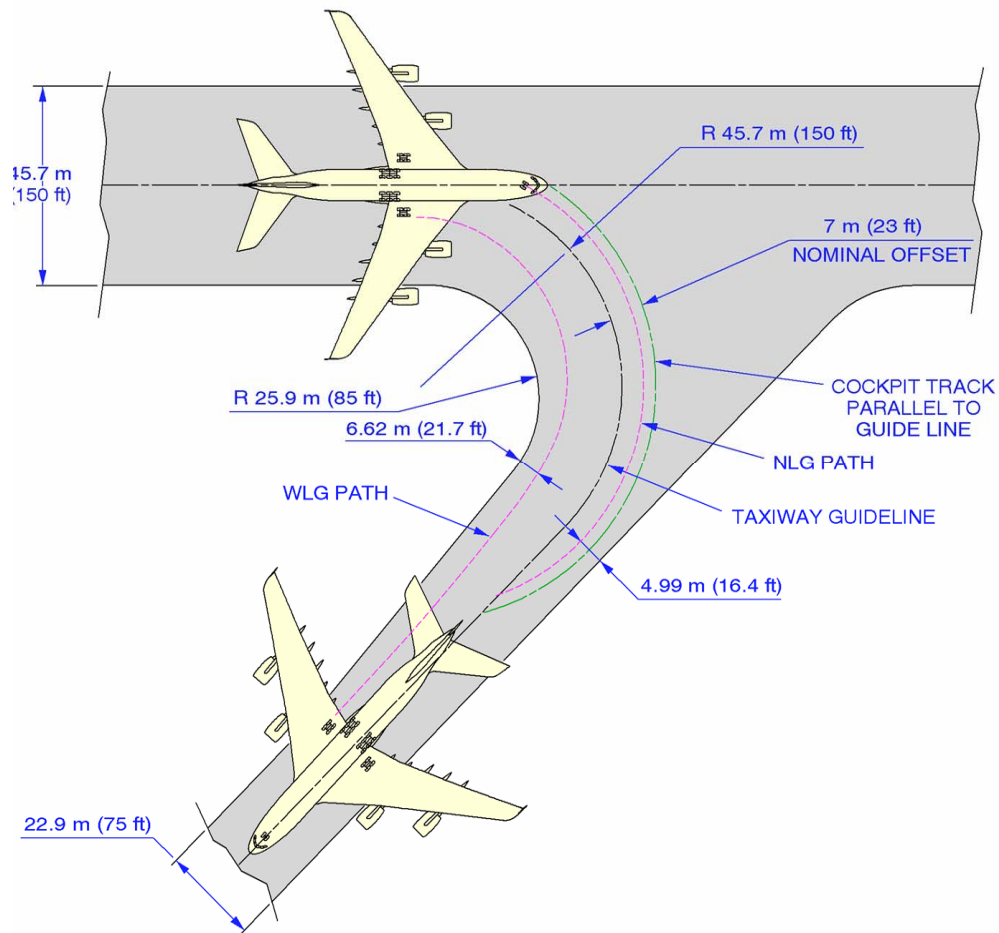 R 45.7 m (150 ft)
45.7 m
(150 ft)
7 m (23 ft)
NOMINAL OFFSET
R 25.9 m (85 ft)
COCKPIT TRACK
PARALLEL TO
GUIDE LINE
6.62 m (21.7 ft)
NLG PATH
WLG PATH
TAXIWAY GUIDELINE
4.99 m (16.4 ft)
22.9 m (75 ft)